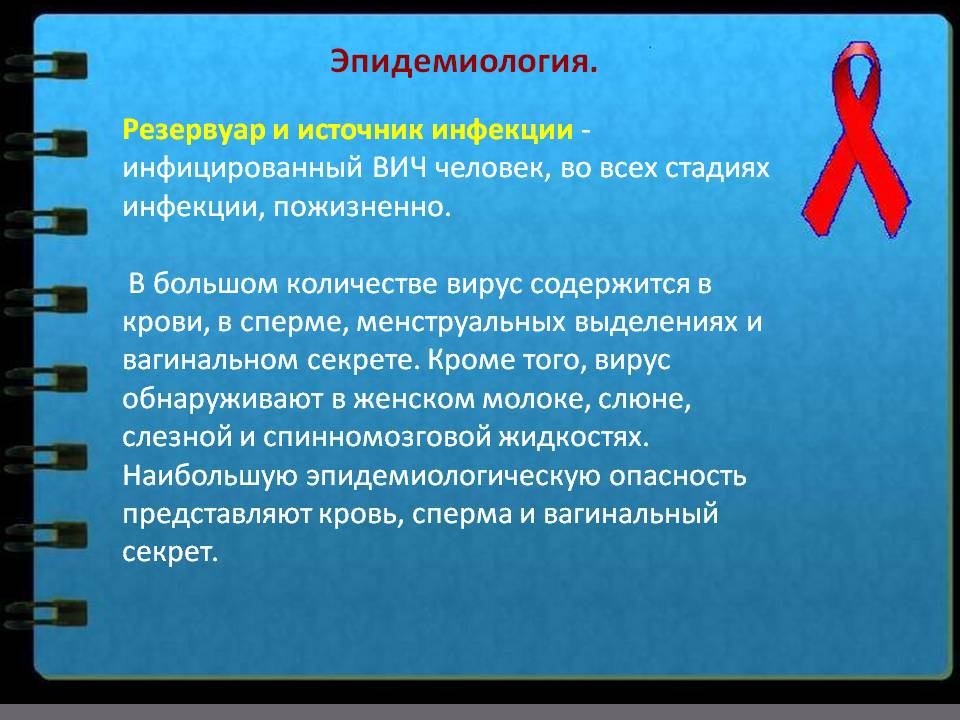 Эпидемиология.
Резервуар и источник инфекции -
инфицированный ВИЧ человек, во всех стадиях
инфекции, пожизненно.
В большом количестве вирус содержится в
крови, в сперме, менструальных выделениях и
вагинальном секрете. Кроме того, вирус
обнаруживают в женском молоке, слюне,
слезной и спинномозговой жидкостях.
Наибольшую эпидемиологическую опасность
представляют кровь, сперма и вагинальный
секрет.